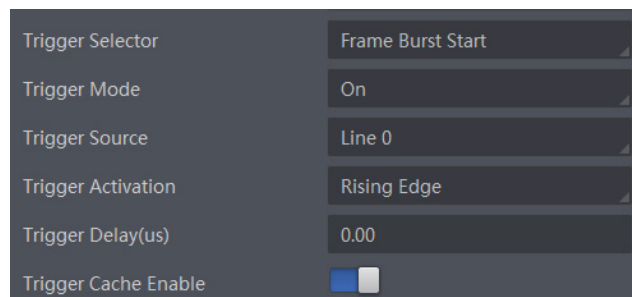 Trigger Selector Frame Burst Start
Trigger Mode On
Trigger Source Line 0
Trigger Activation Rising Edge
Trigger Delay(us) 0.00
Trigger Cache Enable